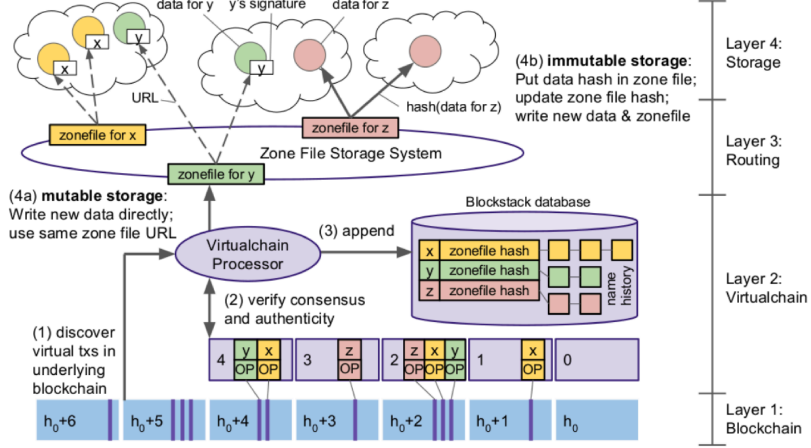 data for y
y's signature
data for z
x
x
y
y
URL
hash(data for z)
(4b) immutable storage:
Put data hash in zone file;
update zone file hash;
write new data & zonefile
Layer 4:
Storage
zonefile for x
zonefile for z
Zone File Storage System
zonefile for y
Layer 3:
Routing
(4a) mutable storage:
Write new data directly;
use same zone file URL
Virtualchain
Processor
(3) append
Blockstack database
x zonefile hash
y zonefile hash
z zonefile hash
name
history
Layer 2:
Virtualchain
(2) verify consensus
and authenticity
(1) discover
virtual txs in
underlying
blockchain
4 y x 3 z 2 z x y 1 x 0
OP OP OP OP OP OP OP
h0+6 h0+5 h0+4 h0+3 h0+2 h0+1 h0
Layer 1:
Blockchain